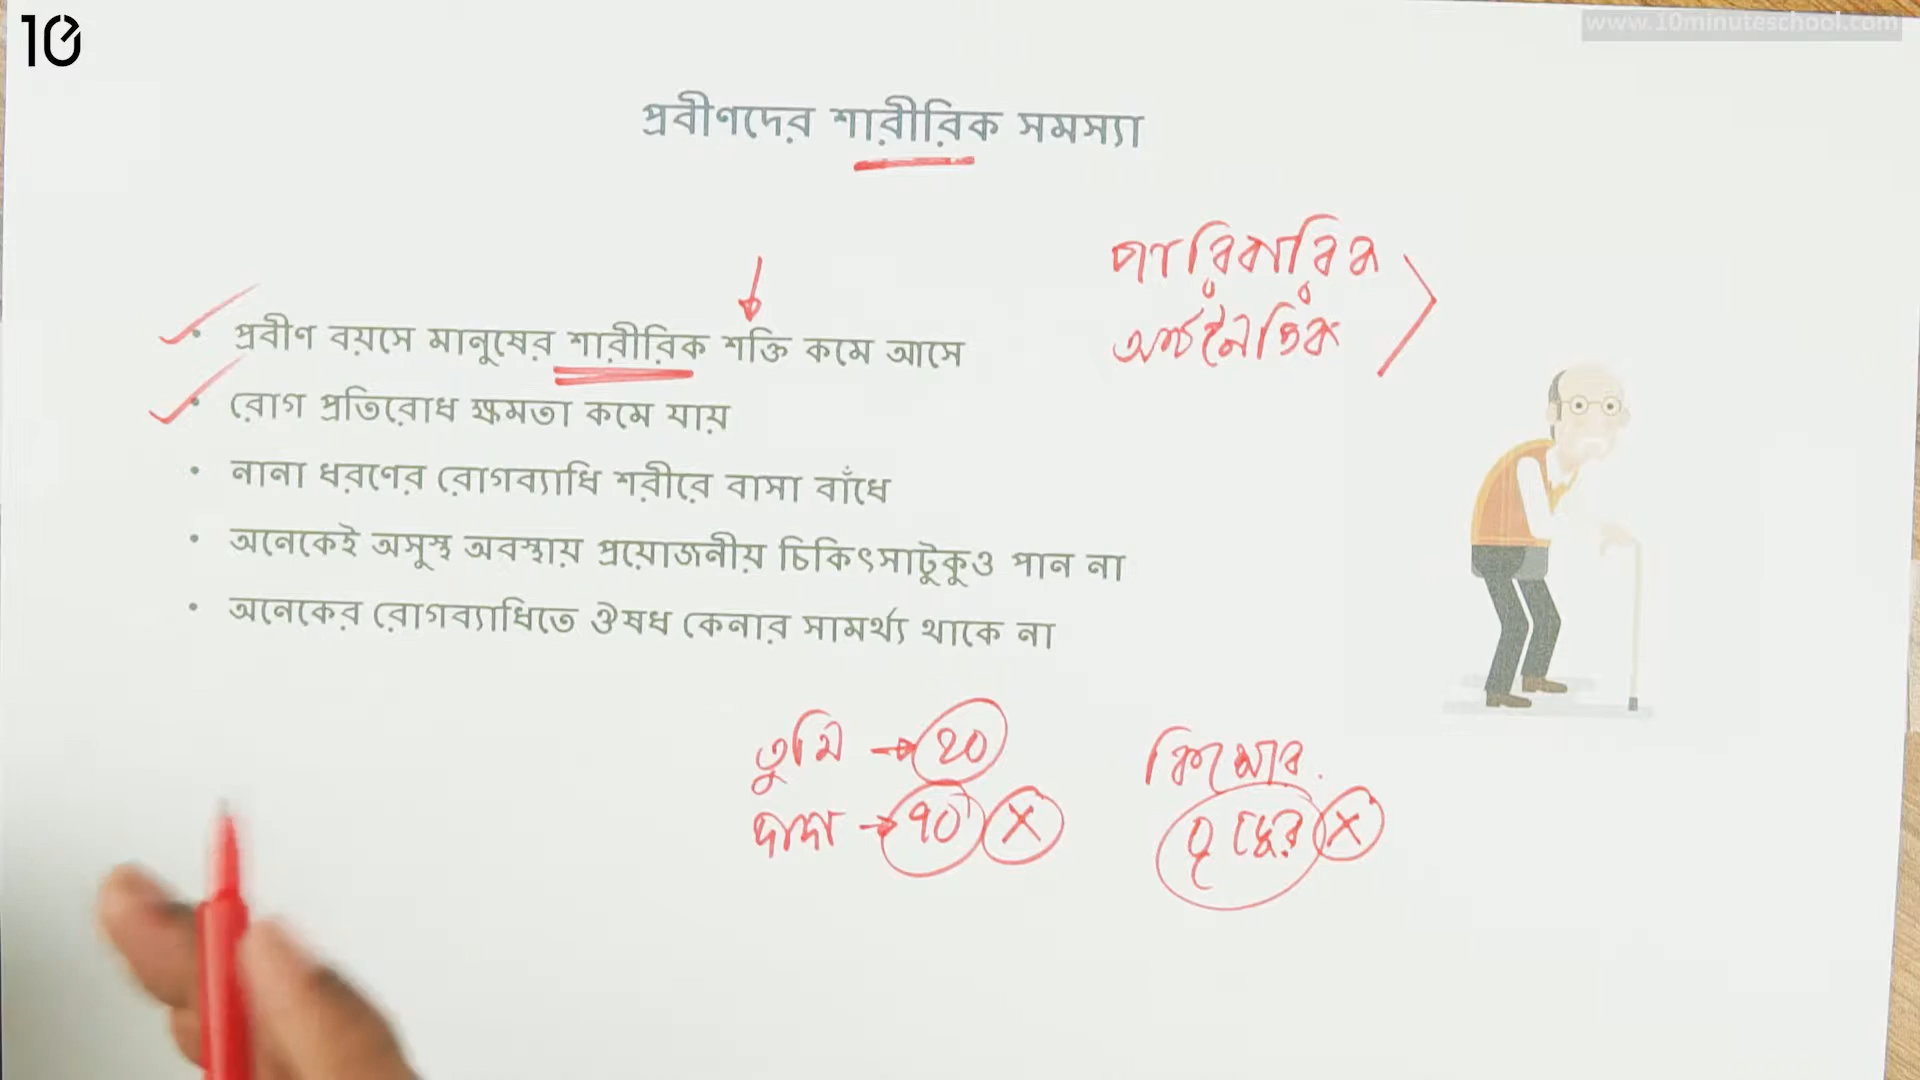 10
www.10minuteschool.com
প্রবীণদের শারীরিক সমস্যা
পারিবারিক
অর্থনৈতিক
• প্রবীণ বয়সে মানুষের শারীরিক শক্তি কমে আসে
• রোগ প্রতিরোধ ক্ষমতা কমে যায়
• নানা ধরণের রোগব্যাধি শরীরে বাসা বাঁধে
• অনেকেই অসুস্থ অবস্থায় প্রয়োজনীয় চিকিৎসাটুকুও পান না
• অনেকের রোগব্যাধিতে ঔষধ কেনার সামর্থ্য থাকে না
তুমি → ২০ কিশোর
দাদা → ৭০ X X